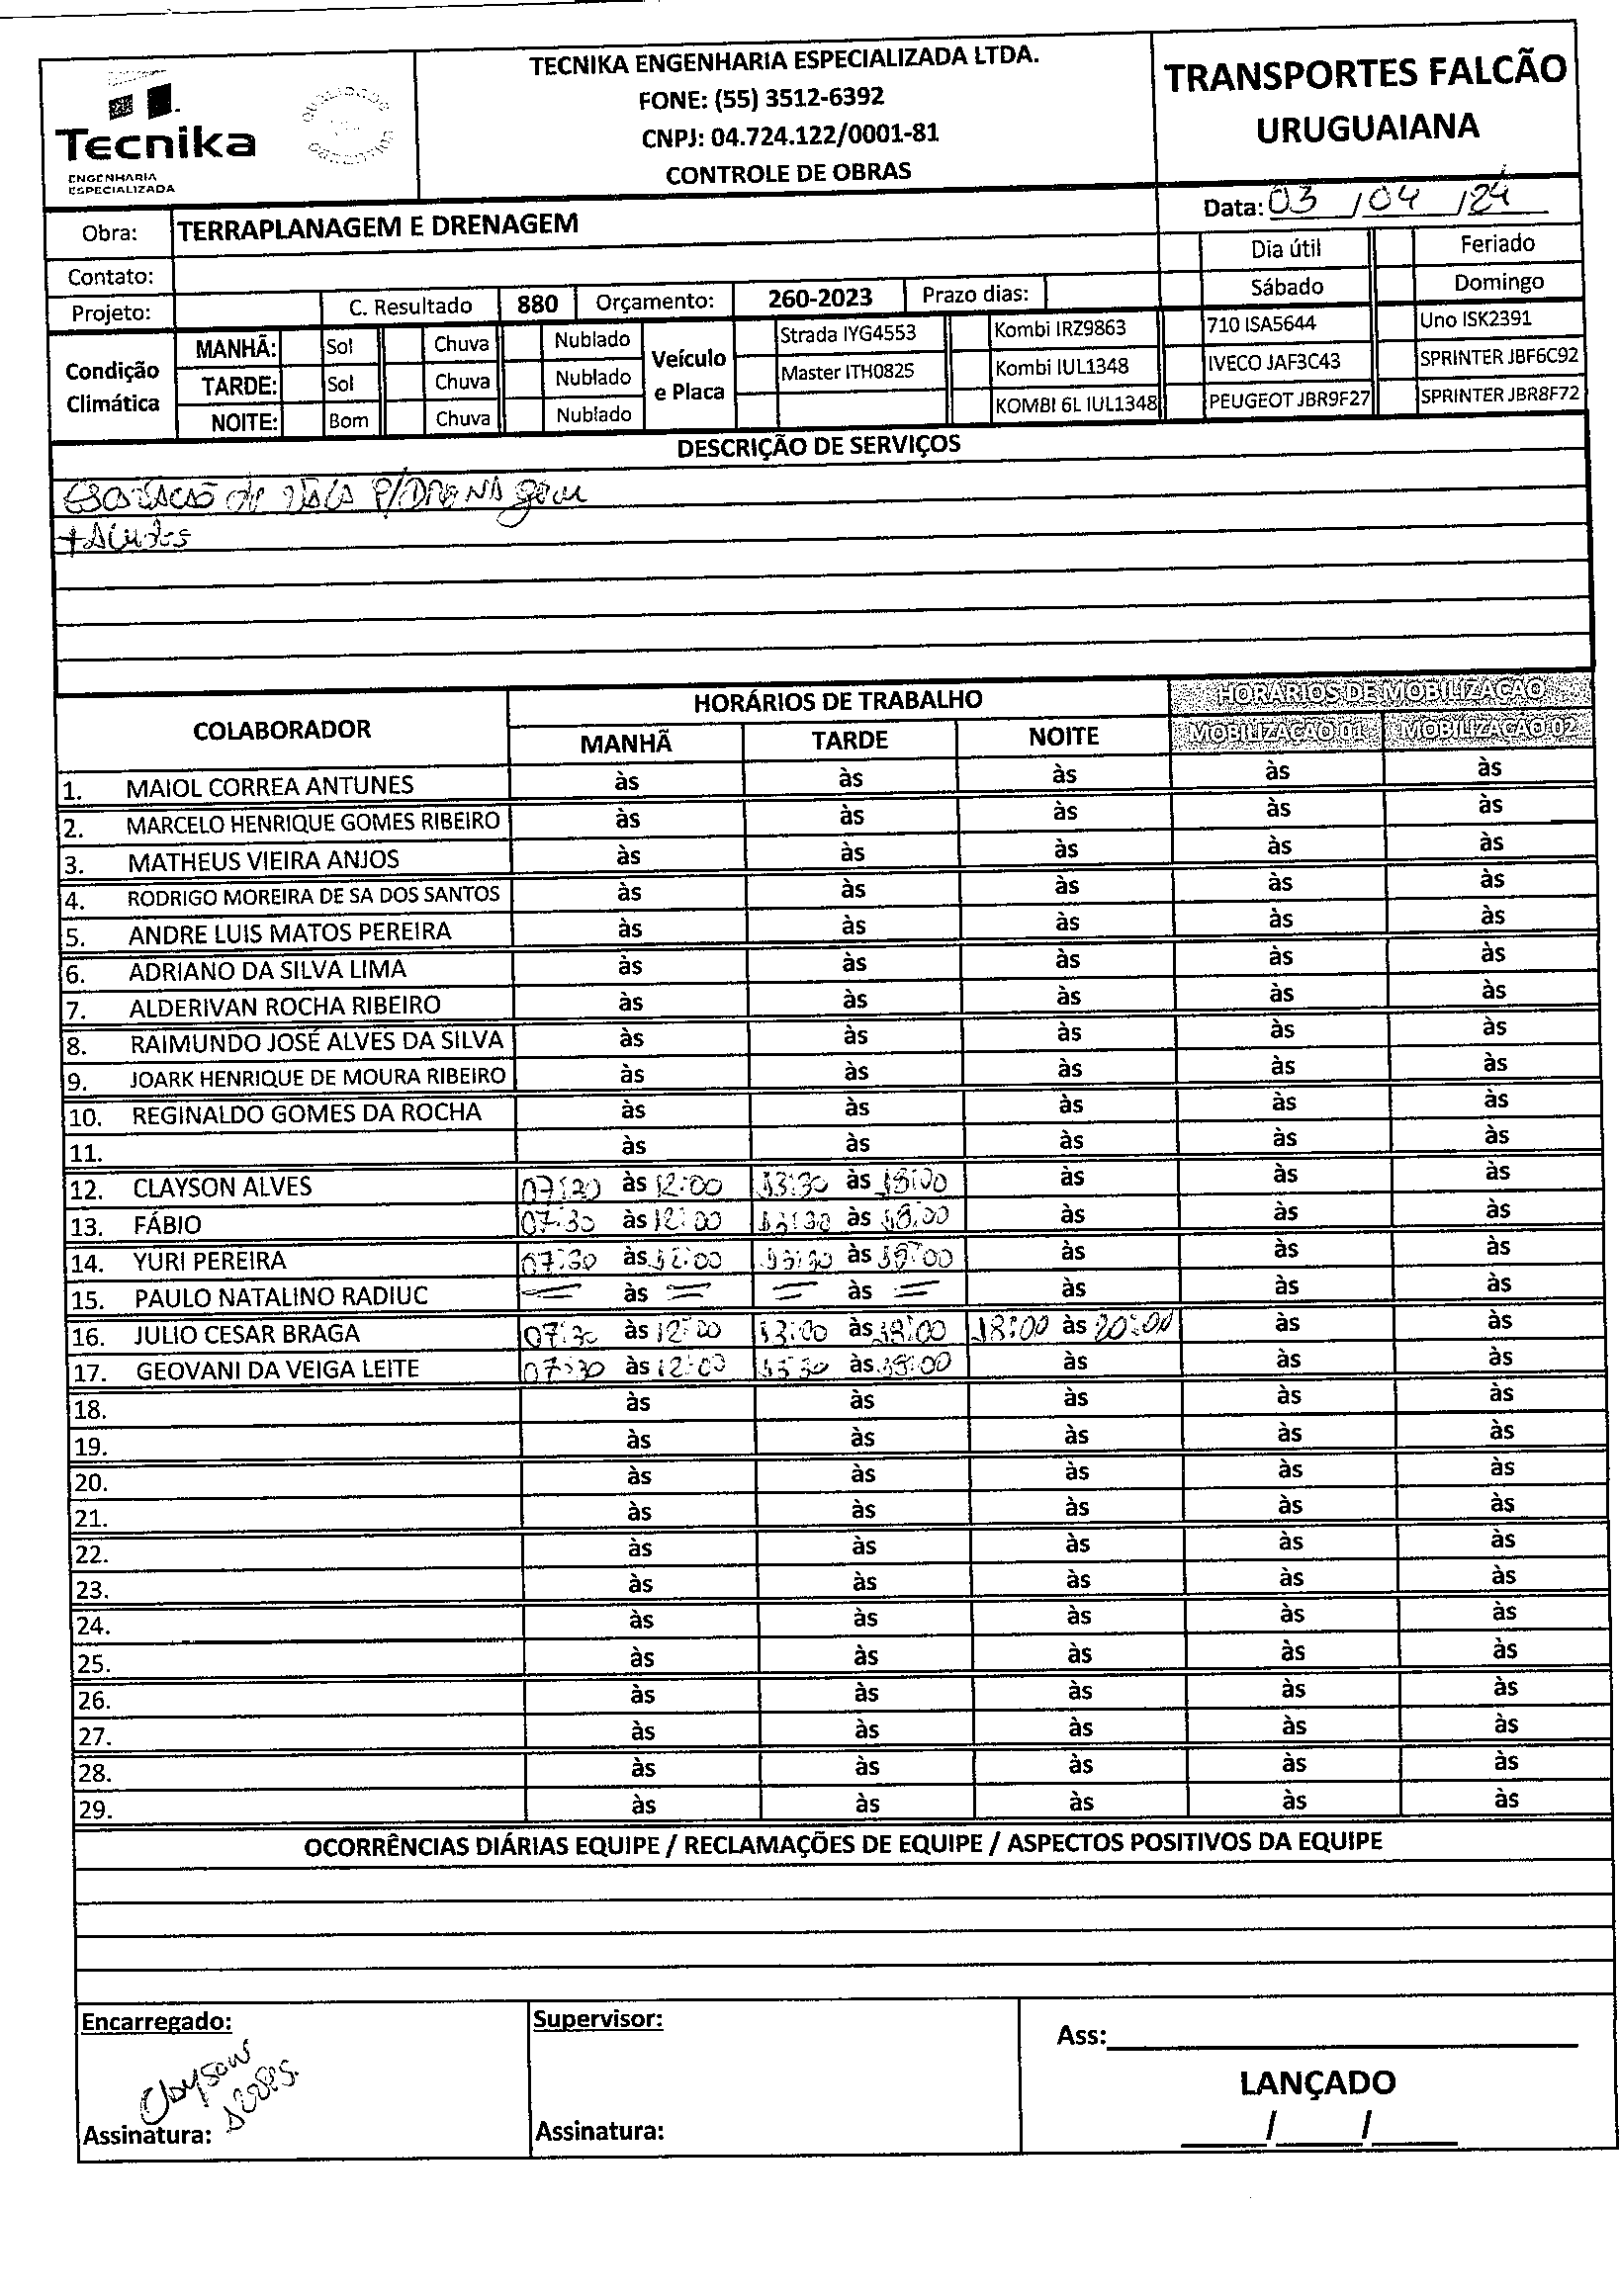 TECNIKA ENGENHARIA ESPECIALIZADA LTDA.
FONE: (55) 3512-6392
CNPJ: 04.724.122/0001-81
CONTROLE DE OBRAS
Tecnika
ENGENHARIA
ESPECIALIZADA
QUALIDADE
TRANSPORTES FALCÃO
URUGUAIANA
Data: 03 / 04 / 24
Obra: TERRAPLANAGEM E DRENAGEM
Dia útil Feriado
Contato:
Sábado Domingo
Projeto: C. Resultado 880 Orçamento: 260-2023 Prazo dias:
Condição Climática
MANHÃ: Sol Chuva Nublado
TARDE: Sol Chuva Nublado
NOITE: Bom Chuva Nublado
Veículo e Placa
Strada IYG4553 Kombi IRZ9863 710 ISA5644 Uno ISK2391
Master ITH0825 Kombi IUL1348 IVECO JAF3C43 SPRINTER JBF6C92
KOMBI 6L IUL1348 PEUGEOT JBR9F27 SPRINTER JBR8F72
DESCRIÇÃO DE SERVIÇOS
de P/DRENAgem
COLABORADOR HORÁRIOS DE TRABALHO HORÁRIOS DE MOBILIZAÇÃO
MANHÃ TARDE NOITE MOBILIZAÇÃO 01 MOBILIZAÇÃO 02
1. MAIOL CORREA ANTUNES às às às às às
2. MARCELO HENRIQUE GOMES RIBEIRO às às às às às
3. MATHEUS VIEIRA ANJOS às às às às às
4. RODRIGO MOREIRA DE SA DOS SANTOS às às às às às
5. ANDRE LUIS MATOS PEREIRA às às às às às
6. ADRIANO DA SILVA LIMA às às às às às
7. ALDERIVAN ROCHA RIBEIRO às às às às às
8. RAIMUNDO JOSÉ ALVES DA SILVA às às às às às
9. JOARK HENRIQUE DE MOURA RIBEIRO às às às às às
10. REGINALDO GOMES DA ROCHA às às às às às
11. às às às às às
12. CLAYSON ALVES 07:30 às 12:00 13:30 às 18:00 às às às
13. FÁBIO 07:30 às 12:00 13:30 às 18:00 às às às
14. YURI PEREIRA 07:30 às 12:00 13:30 às 18:00 às às às
15. PAULO NATALINO RADIUC = às = = às = às às às
16. JULIO CESAR BRAGA 07:30 às 12:00 13:00 às 18:00 18:00 às 20:00 às às
17. GEOVANI DA VEIGA LEITE 07:30 às 12:00 13:30 às 18:00 às às às
18. às às às às às
19. às às às às às
20. às às às às às
21. às às às às às
22. às às às às às
23. às às às às às
24. às às às às às
25. às às às às às
26. às às às às às
27. às às às às às
28. às às às às às
29. às às às às às
OCORRÊNCIAS DIÁRIAS EQUIPE / RECLAMAÇÕES DE EQUIPE / ASPECTOS POSITIVOS DA EQUIPE
Encarregado: Supervisor: Ass:
Clayson
Alves.
LANÇADO
Assinatura: Assinatura: / /